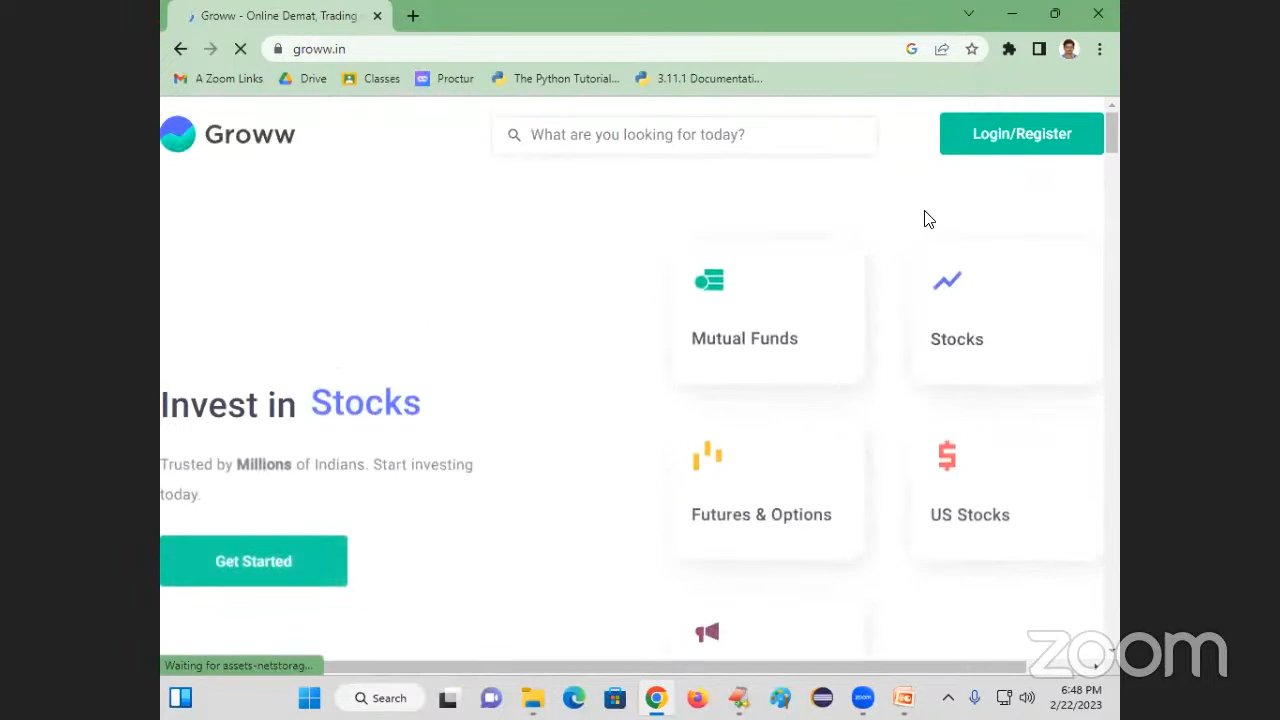 Groww - Online Demat, Trading
groww.in
A Zoom Links
Drive
Classes
Proctur
The Python Tutorial...
3.11.1 Documentati...
Groww
What are you looking for today?
Login/Register
Mutual Funds
Stocks
Invest in Stocks
Trusted by Millions of Indians. Start investing
today.
Futures & Options
US Stocks
Get Started
zoom
Waiting for assets-netstorag...
Search
zoom
6:48 PM
2/22/2023